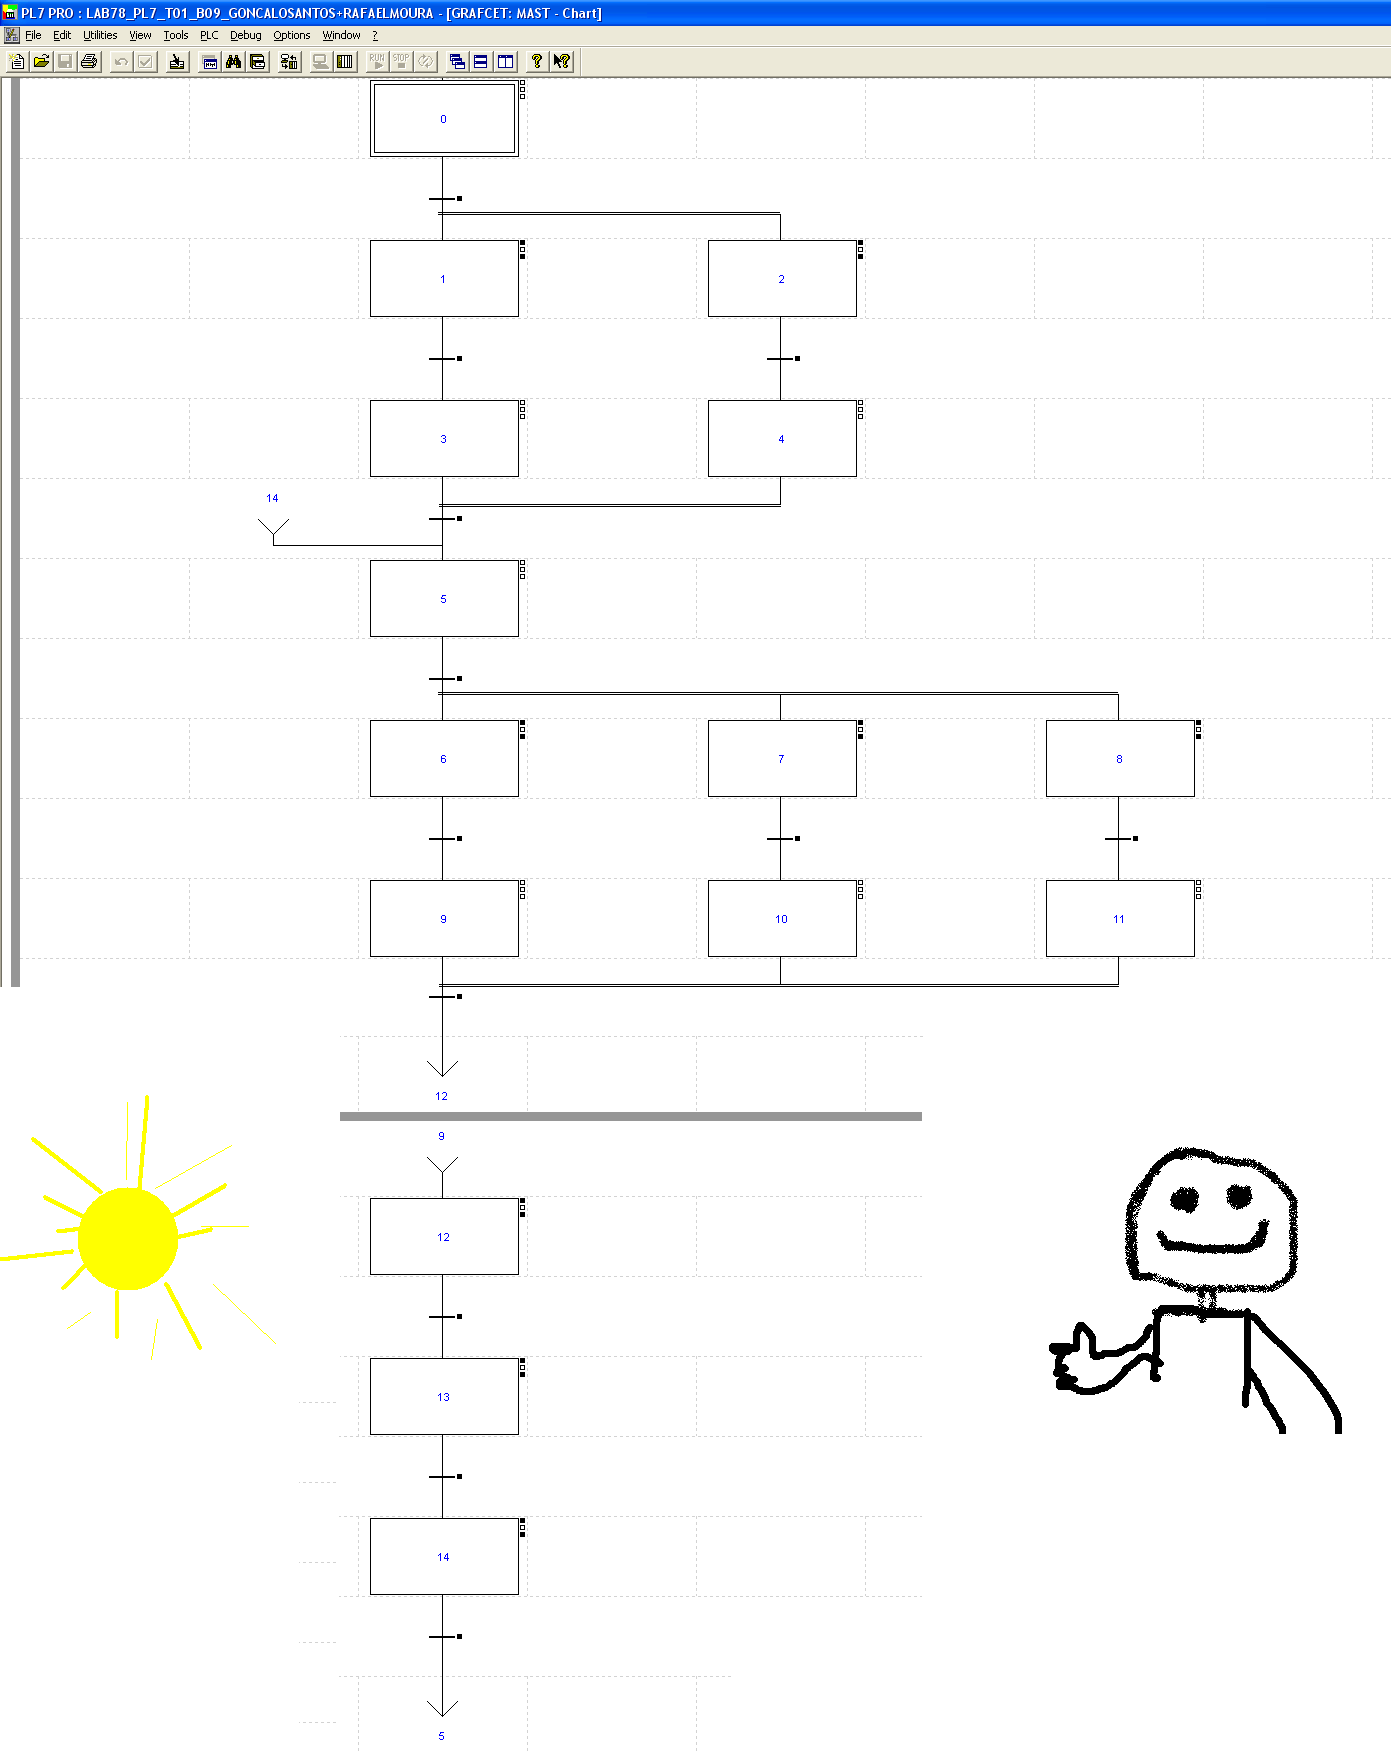 PL7 PRO : LAB78_PL7_T01_B09_GONCALOSANTOS+RAFAELMOURA - [GRAFCET: MAST - Chart]
File Edit Utilities View Tools PLC Debug Options Window ?
RUN STOP ? ?
0
1 2
3 4
14
5
6 7 8
9 10 11
12
9
12
13
14
5